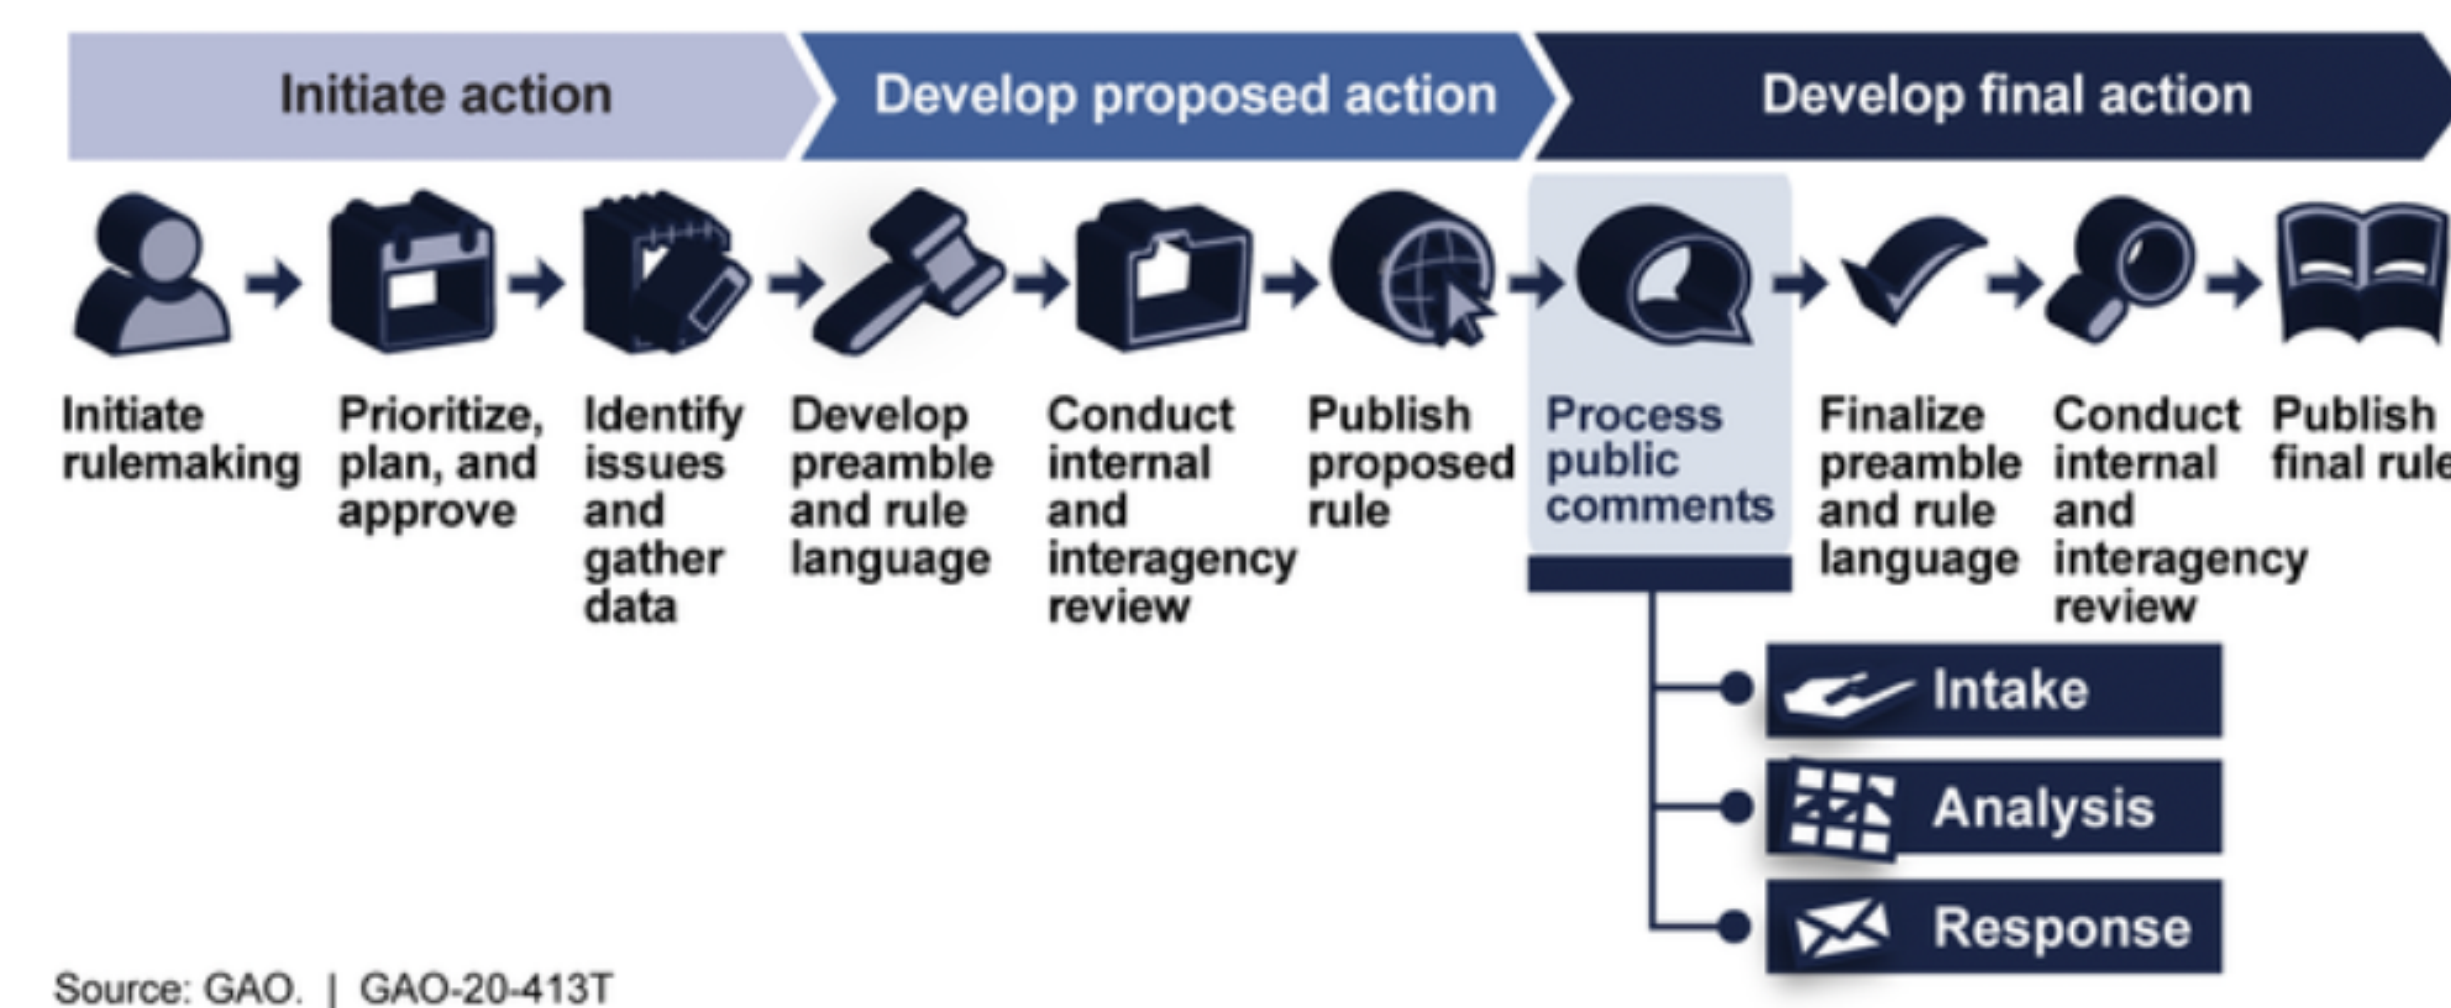 Initiate action
Develop proposed action
Develop final action
Initiate
rulemaking
Prioritize,
plan, and
approve
Identify
issues
and
gather
data
Develop
preamble
and rule
language
Conduct
internal
and
interagency
review
Publish
proposed
rule
Process
public
comments
Finalize
preamble
and rule
language
Conduct
internal
and
interagency
review
Publish
final rule
Intake
Analysis
Response
Source: GAO. | GAO-20-413T